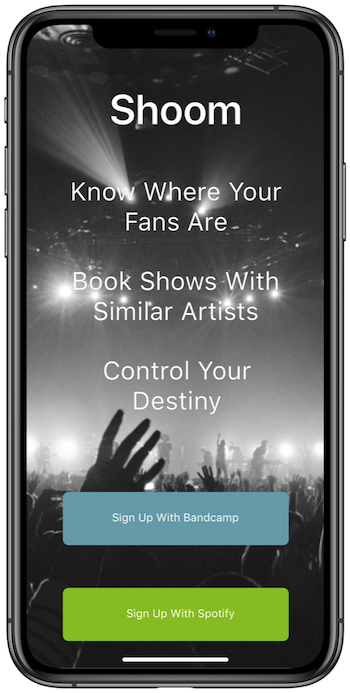 Shoom
Know Where Your
Fans Are
Book Shows With
Similar Artists
Control Your
Destiny
Sign Up With Bandcamp
Sign Up With Spotify